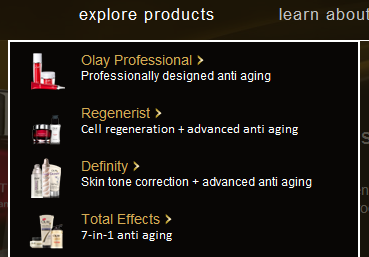 explore products
learn about
Olay Professional >
Professionally designed anti aging
Regenerist >
Cell regeneration + advanced anti aging
Definity >
Skin tone correction + advanced anti aging
Total Effects >
7-in-1 anti aging